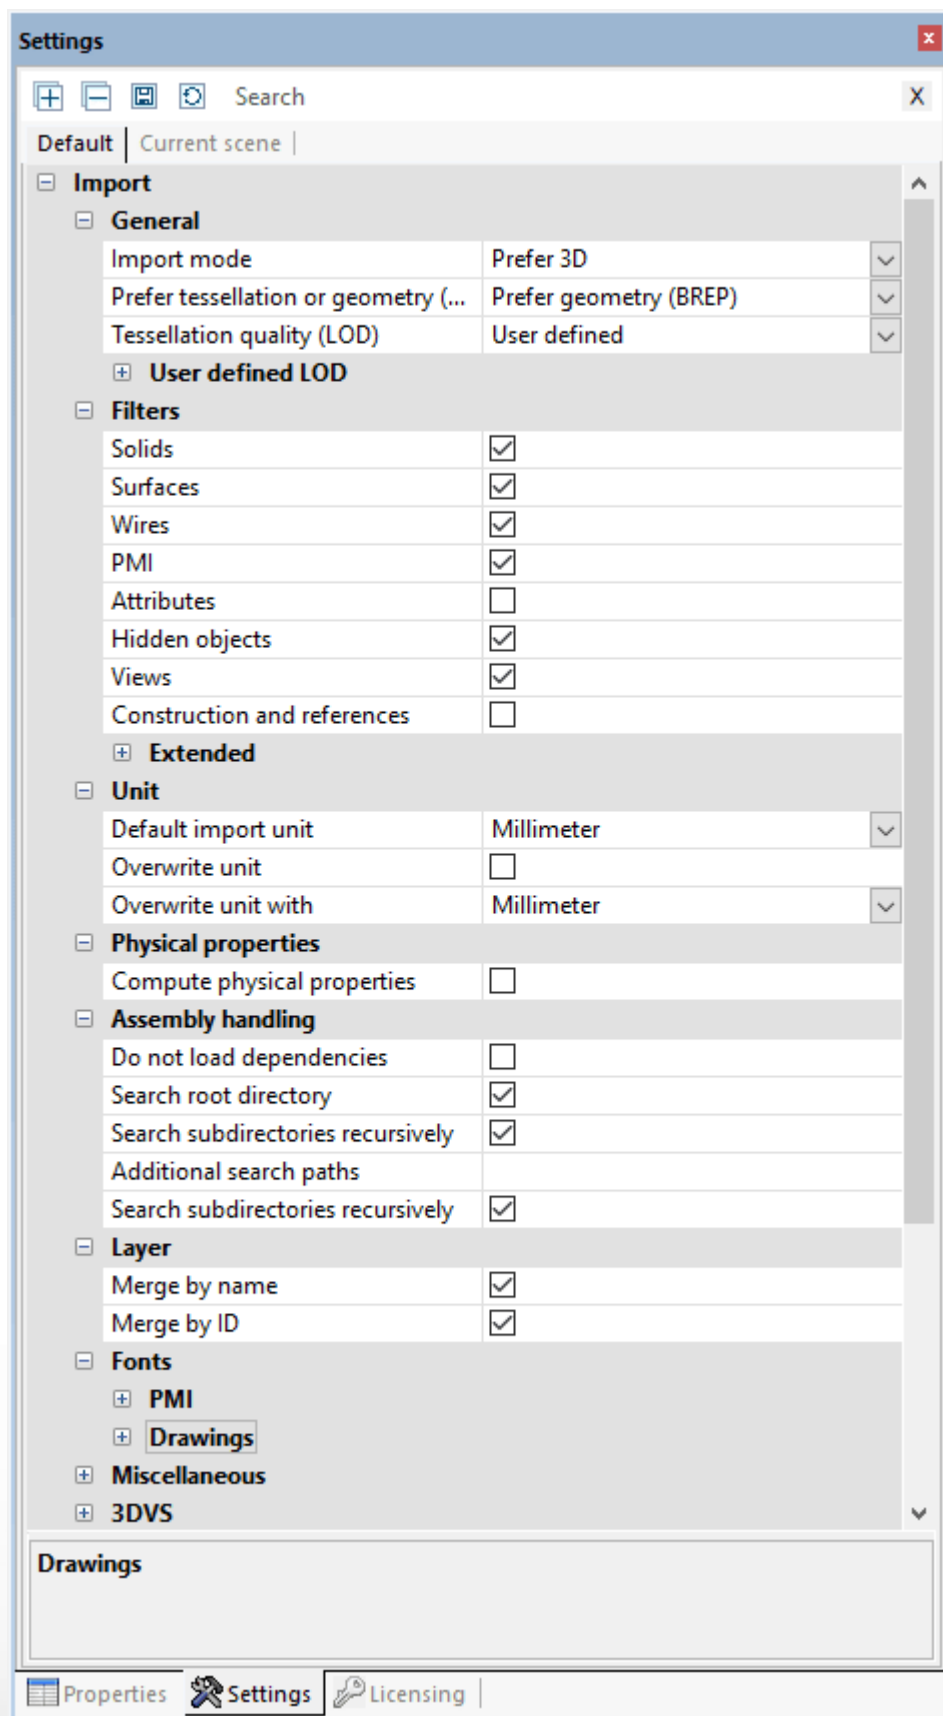 Settings
Search X
Default Current scene
Import
General
Import mode Prefer 3D
Prefer tessellation or geometry (... Prefer geometry (BREP)
Tessellation quality (LOD) User defined
User defined LOD
Filters
Solids
Surfaces
Wires
PMI
Attributes
Hidden objects
Views
Construction and references
Extended
Unit
Default import unit Millimeter
Overwrite unit
Overwrite unit with Millimeter
Physical properties
Compute physical properties
Assembly handling
Do not load dependencies
Search root directory
Search subdirectories recursively
Additional search paths
Search subdirectories recursively
Layer
Merge by name
Merge by ID
Fonts
PMI
Drawings
Miscellaneous
3DVS
Drawings
Properties Settings Licensing